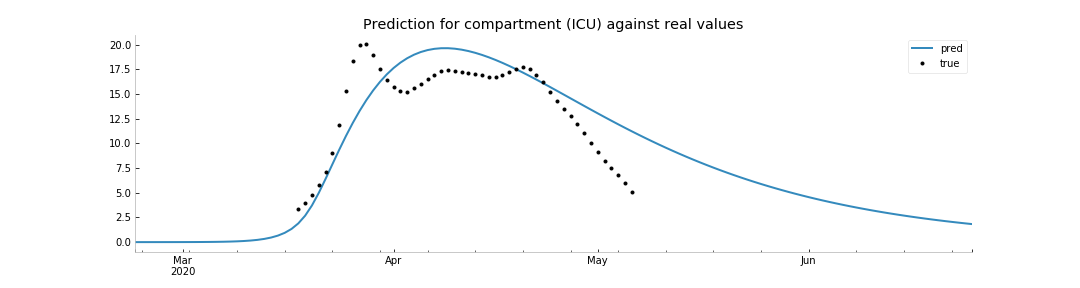 Prediction for compartment (ICU) against real values
20.0
17.5
15.0
12.5
10.0
7.5
5.0
2.5
0.0
pred
true
Mar
2020
Apr
May
Jun